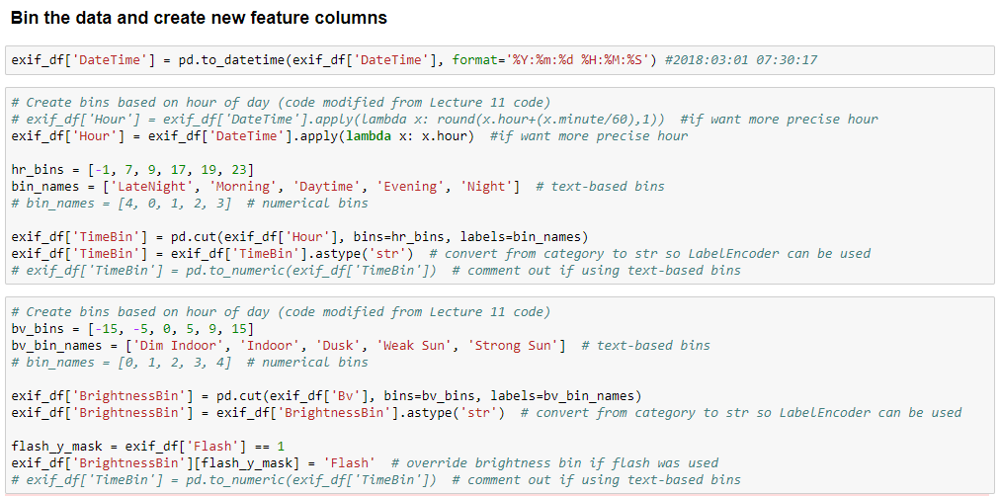 Bin the data and create new feature columns
exif_df['DateTime'] = pd.to_datetime(exif_df['DateTime'], format='%Y:%m:%d %H:%M:%S') #2018:03:01 07:30:17
# Create bins based on hour of day (code modified from Lecture 11 code)
# exif_df['Hour'] = exif_df['DateTime'].apply(lambda x: round(x.hour+(x.minute/60),1))  #if want more precise hour
exif_df['Hour'] = exif_df['DateTime'].apply(lambda x: x.hour)  #if want more precise hour
hr_bins = [-1, 7, 9, 17, 19, 23]
bin_names = ['LateNight', 'Morning', 'Daytime', 'Evening', 'Night']  # text-based bins
# bin_names = [4, 0, 1, 2, 3]  # numerical bins
exif_df['TimeBin'] = pd.cut(exif_df['Hour'], bins=hr_bins, labels=bin_names)
exif_df['TimeBin'] = exif_df['TimeBin'].astype('str')  # convert from category to str so LabelEncoder can be used
# exif_df['TimeBin'] = pd.to_numeric(exif_df['TimeBin'])  # comment out if using text-based bins
# Create bins based on hour of day (code modified from Lecture 11 code)
bv_bins = [-15, -5, 0, 5, 9, 15]
bv_bin_names = ['Dim Indoor', 'Indoor', 'Dusk', 'Weak Sun', 'Strong Sun']  # text-based bins
# bin_names = [0, 1, 2, 3, 4]  # numerical bins
exif_df['BrightnessBin'] = pd.cut(exif_df['Bv'], bins=bv_bins, labels=bv_bin_names)
exif_df['BrightnessBin'] = exif_df['BrightnessBin'].astype('str')  # convert from category to str so LabelEncoder can be used
flash_y_mask = exif_df['Flash'] == 1
exif_df['BrightnessBin'][flash_y_mask] = 'Flash'  # override brightness bin if flash was used
# exif_df['TimeBin'] = pd.to_numeric(exif_df['TimeBin'])  # comment out if using text-based bins